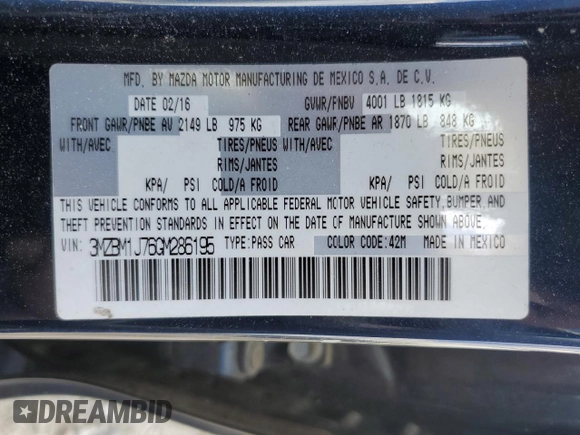 MFD. BY MAZDA MOTOR MANUFACTURING DE MEXICO S.A. DE C.V.
DATE 02/16 GVWR/PNBV 4001 LB 1815 KG
FRONT GAWR/PNBE AV 2149 LB 975 KG REAR GAWR/PNBE AR 1870 LB 848 KG
WITH/AVEC TIRES/PNEUS WITH/AVEC TIRES/PNEUS
RIMS/JANTES RIMS/JANTES
KPA/ PSI COLD/A FROID KPA/ PSI COLD/A FROID
THIS VEHICLE CONFORMS TO ALL APPLICABLE FEDERAL MOTOR VEHICLE SAFETY, BUMPER, AND
THEFT PREVENTION STANDARDS IN EFFECT ON THE DATE OF MANUFACTURE SHOWN ABOVE.
VIN: 3MZBM1J76GM286195 TYPE:PASS CAR COLOR CODE:42M MADE IN MEXICO
DREAMBID